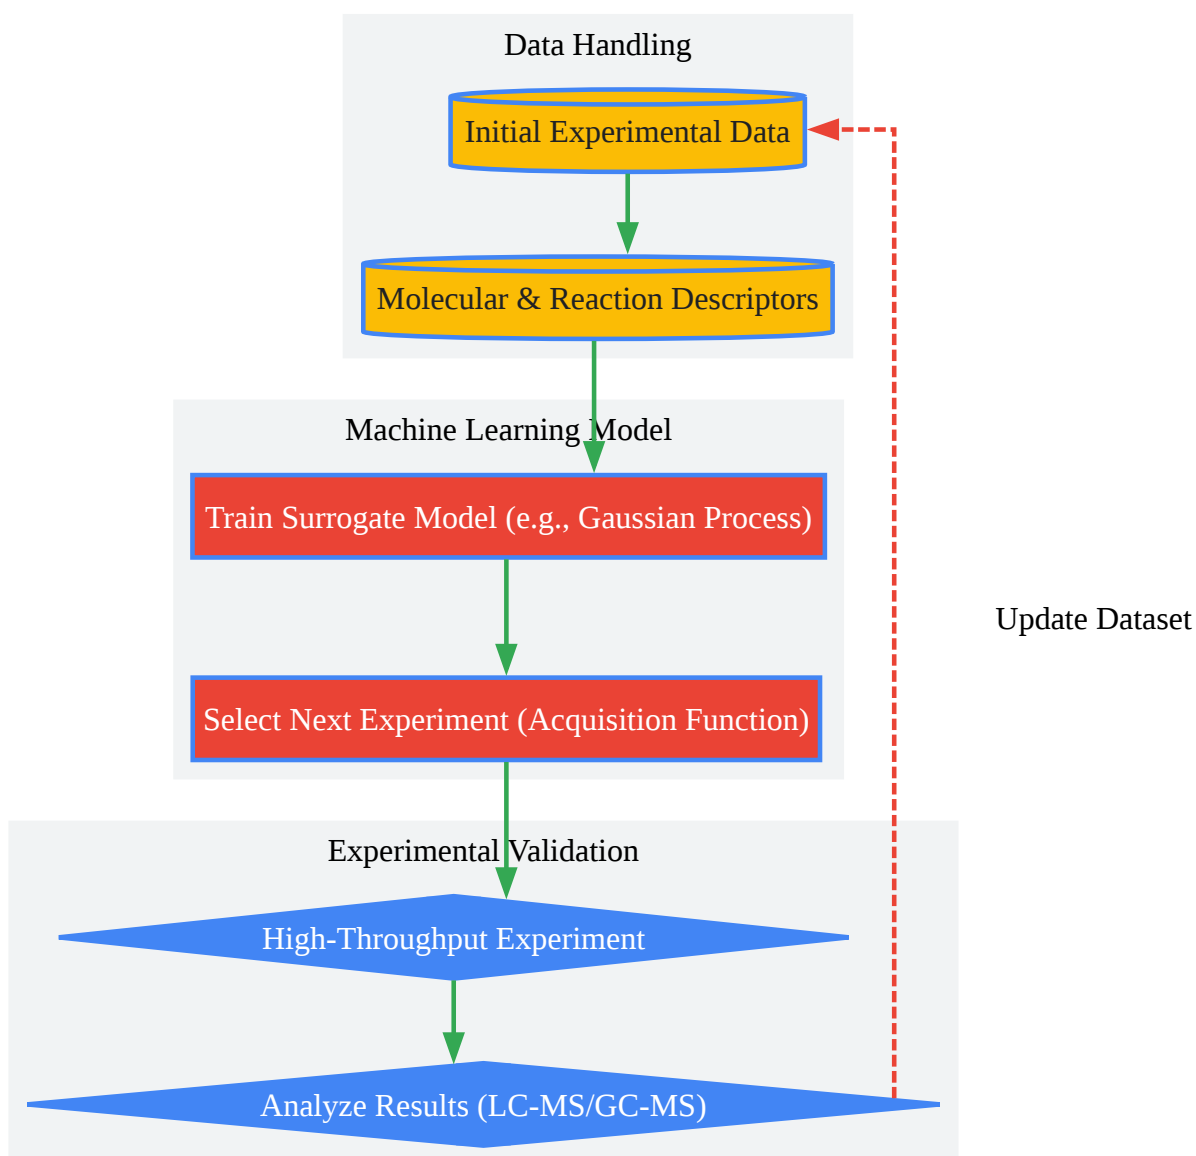 Data Handling
Initial Experimental Data
Molecular & Reaction Descriptors
Machine Learning Model
Train Surrogate Model (e.g., Gaussian Process)
Update Dataset
Select Next Experiment (Acquisition Function)
Experimental Validation
High-Throughput Experiment
Analyze Results (LC-MS/GC-MS)